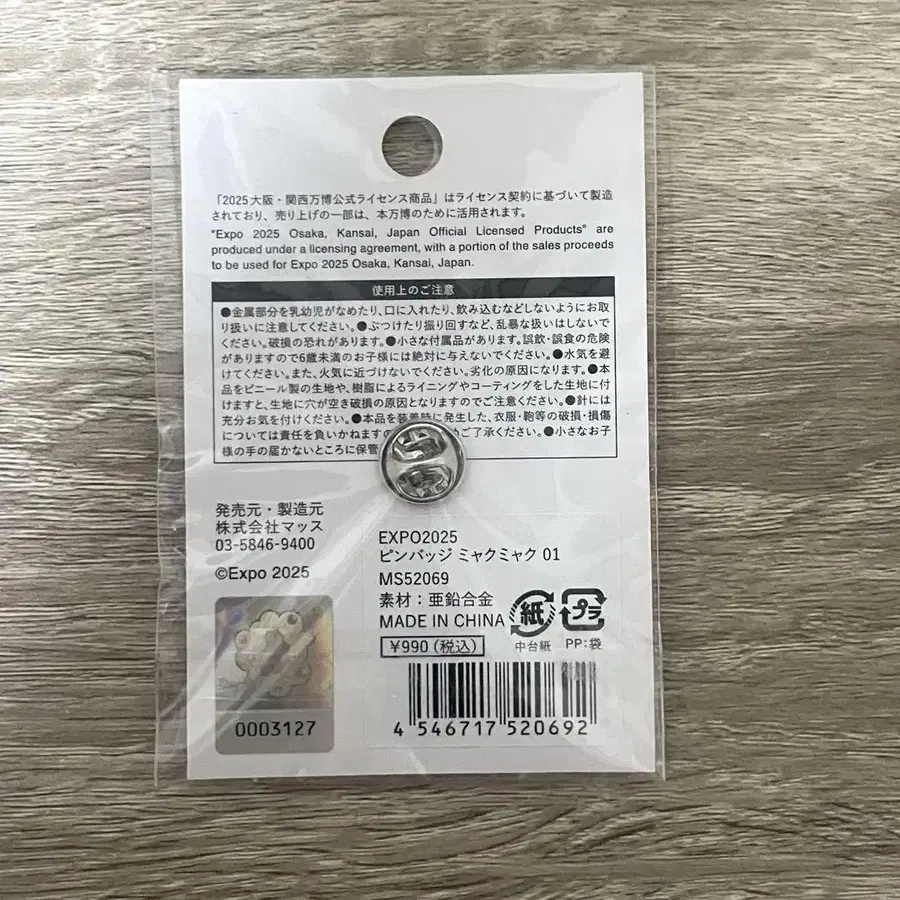 「2025大阪・関西万博公式ライセンス商品」はライセンス契約に基づいて製造
されており、売り上げの一部は、本万博のために活用されます。
"Expo 2025 Osaka, Kansai, Japan Official Licensed Products" are
produced under a licensing agreement, with a portion of the sales proceeds
to be used for Expo 2025 Osaka, Kansai, Japan.
使用上のご注意
●金属部分を乳幼児がなめたり、口に入れたり、飲み込むなどしないようにお取
り扱いに注意してください。●ぶつけたり振り回すなど、乱暴な扱いはしないで
ください。破損の恐れがあります。●小さな付属品があります。誤飲・誤食の危険
がありますので6歳未満のお子様には絶対に与えないでください。●水気を避
けてください。また、火気に近づけないでください。劣化の原因になります。●本
品をビニール製の生地や、樹脂によるライニングやコーティングをした生地に付
けますと、生地に穴が空き破損の原因となりますのでご注意ください。●針には
充分お気を付けください。●本品を装着時に発生した、衣服・鞄等の破損・損傷
については責任を負いかねます めご了承ください。●小さなお子
様の手の届かないところに保管
発売元・製造元
株式会社マッス
03-5846-9400
©Expo 2025
EXPO2025
ピンバッジ ミャクミャク 01
MS52069
素材：亜鉛合金
MADE IN CHINA
紙
中台紙
プラ
PP：袋
¥990（税込）
4 546717 520692
0003127